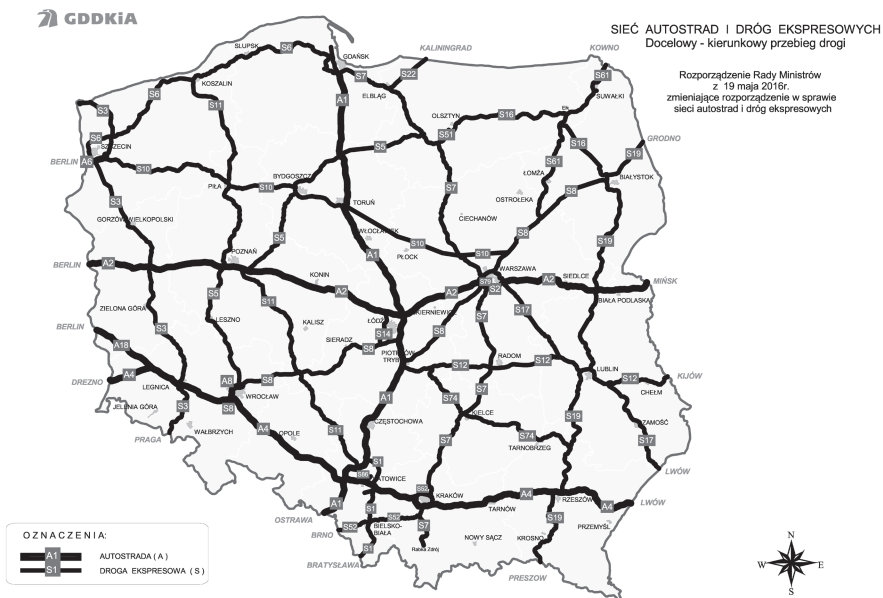 GDDKiA
SIEĆ AUTOSTRAD I DRÓG EKSPRESOWYCH
Docelowy - kierunkowy przebieg drogi
Rozporządzenie Rady Ministrów
z 19 maja 2016r.
zmieniające rozporządzenie w sprawie
sieci autostrad i dróg ekspresowych
SŁUPSK
S6
GDAŃSK
KALININGRAD
KOWNO
KOSZALIN
S6
S11
A1
S7
S22
ELBLĄG
S61
SUWAŁKI
S3
S6
SZCZECIN
OLSZTYN
S51
S16
Ełk
S16
GRODNO
BERLIN
A6
S10
S5
S61
S19
PIŁA
S10
BYDGOSZCZ
S7
ŁOMŻA
S8
BIAŁYSTOK
S3
OSTROŁĘKA
GORZÓW WIELKOPOLSKI
TORUŃ
CIECHANÓW
S5
WŁOCŁAWEK
S8
S19
POZNAŃ
A1
S10
PŁOCK
S10
BERLIN
A2
KONIN
WARSZAWA
S79
S2
A2
SIEDLCE
MIŃSK
A2
A2
BIAŁA PODLASKA
ZIELONA GÓRA
S5
S11
SKIERNIEWICE
S17
BERLIN
S3
LESZNO
KALISZ
ŁÓDŹ
S14
S8
S7
A18
SIERADZ
S8
PIOTRKÓW
TRYB.
RADOM
S12
S12
DREZNO
A4
LEGNICA
A8
S8
LUBLIN
S12
KIJÓW
WROCŁAW
S7
CHEŁM
JELENIA GÓRA
S3
S8
A1
S74
KIELCE
S19
WAŁBRZYCH
A4
OPOLE
S11
CZĘSTOCHOWA
ZAMOŚĆ
PRAGA
S7
S74
TARNOBRZEG
S17
S1
LWÓW
KATOWICE
KRAKÓW
A4
RZESZÓW
A1
TARNÓW
A4
LWÓW
OSTRAWA
S1
S52
S7
S19
PRZEMYŚL
BRNO
S52
BIELSKO-
BIAŁA
NOWY SĄCZ
KROSNO
S1
Rabka Zdrój
BRATYSŁAWA
PRESZOW
OZNACZENIA:
A1
AUTOSTRADA ( A )
S1
DROGA EKSPRESOWA ( S )
N
W
E
S